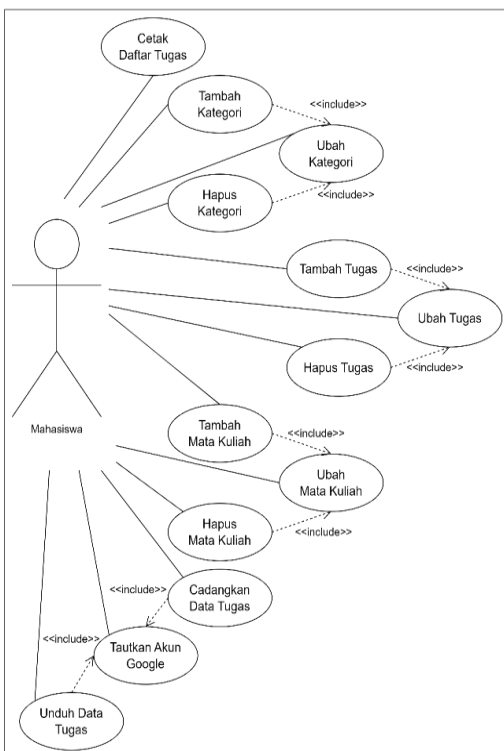 Cetak
Daftar Tugas
Tambah
Kategori
<<include>>
Ubah
Kategori
Hapus
Kategori
<<include>>
Tambah Tugas
<<include>>
Ubah Tugas
Hapus Tugas
<<include>>
Mahasiswa
Tambah
Mata Kuliah
<<include>>
Ubah
Mata Kuliah
Hapus
Mata Kuliah
<<include>>
<<include>>
Cadangkan
Data Tugas
<<include>>
Tautkan Akun
Google
Unduh Data
Tugas